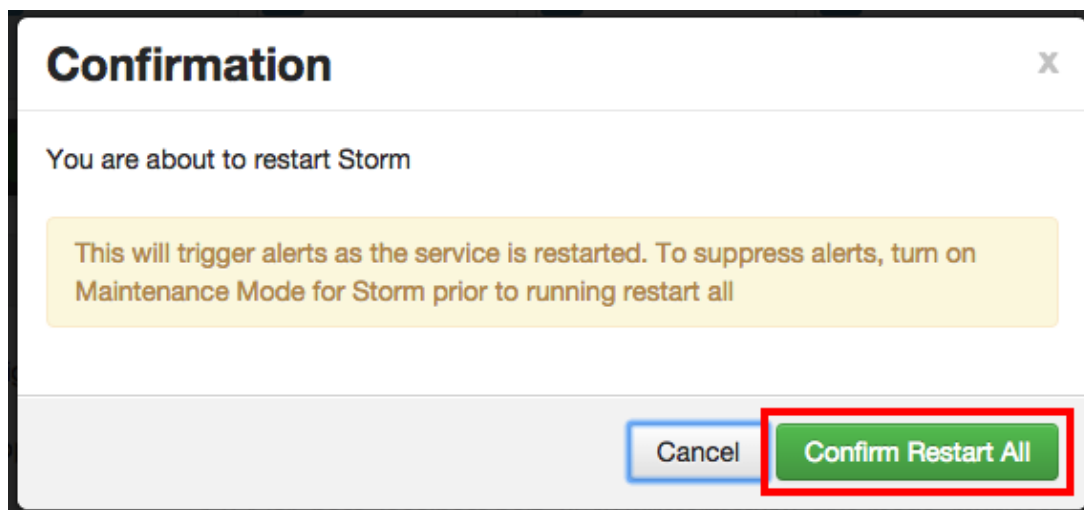 Confirmation
x
You are about to restart Storm
This will trigger alerts as the service is restarted. To suppress alerts, turn on
Maintenance Mode for Storm prior to running restart all
Cancel
Confirm Restart All